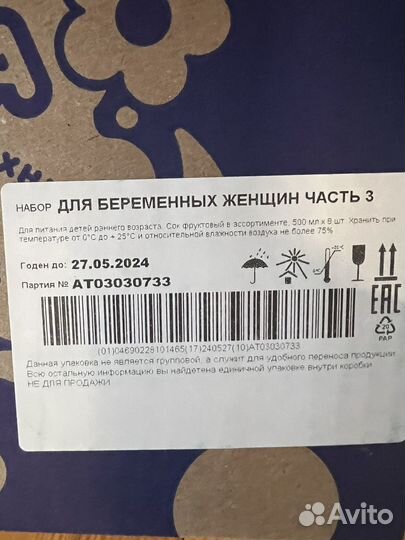 НАБОР ДЛЯ БЕРЕМЕННЫХ ЖЕНЩИН ЧАСТЬ 3
Для питания детей раннего возраста. Сок фруктовый в ассортименте, 500 мл х 8 шт. Хранить при
температуре от 0°С до + 25°С и относительной влажности воздуха не более 75%
Годен до: 27.05.2024
Партия № АТ03030733
EAC
20
PAP
(01)04690228101465(17)240527(10)AT03030733
Данная упаковка не является групповой, а служит для удобного переноса продукции.
Всю остальную информацию вы найдете на единичной упаковке внутри коробки
НЕ ДЛЯ ПРОДАЖИ
Avito